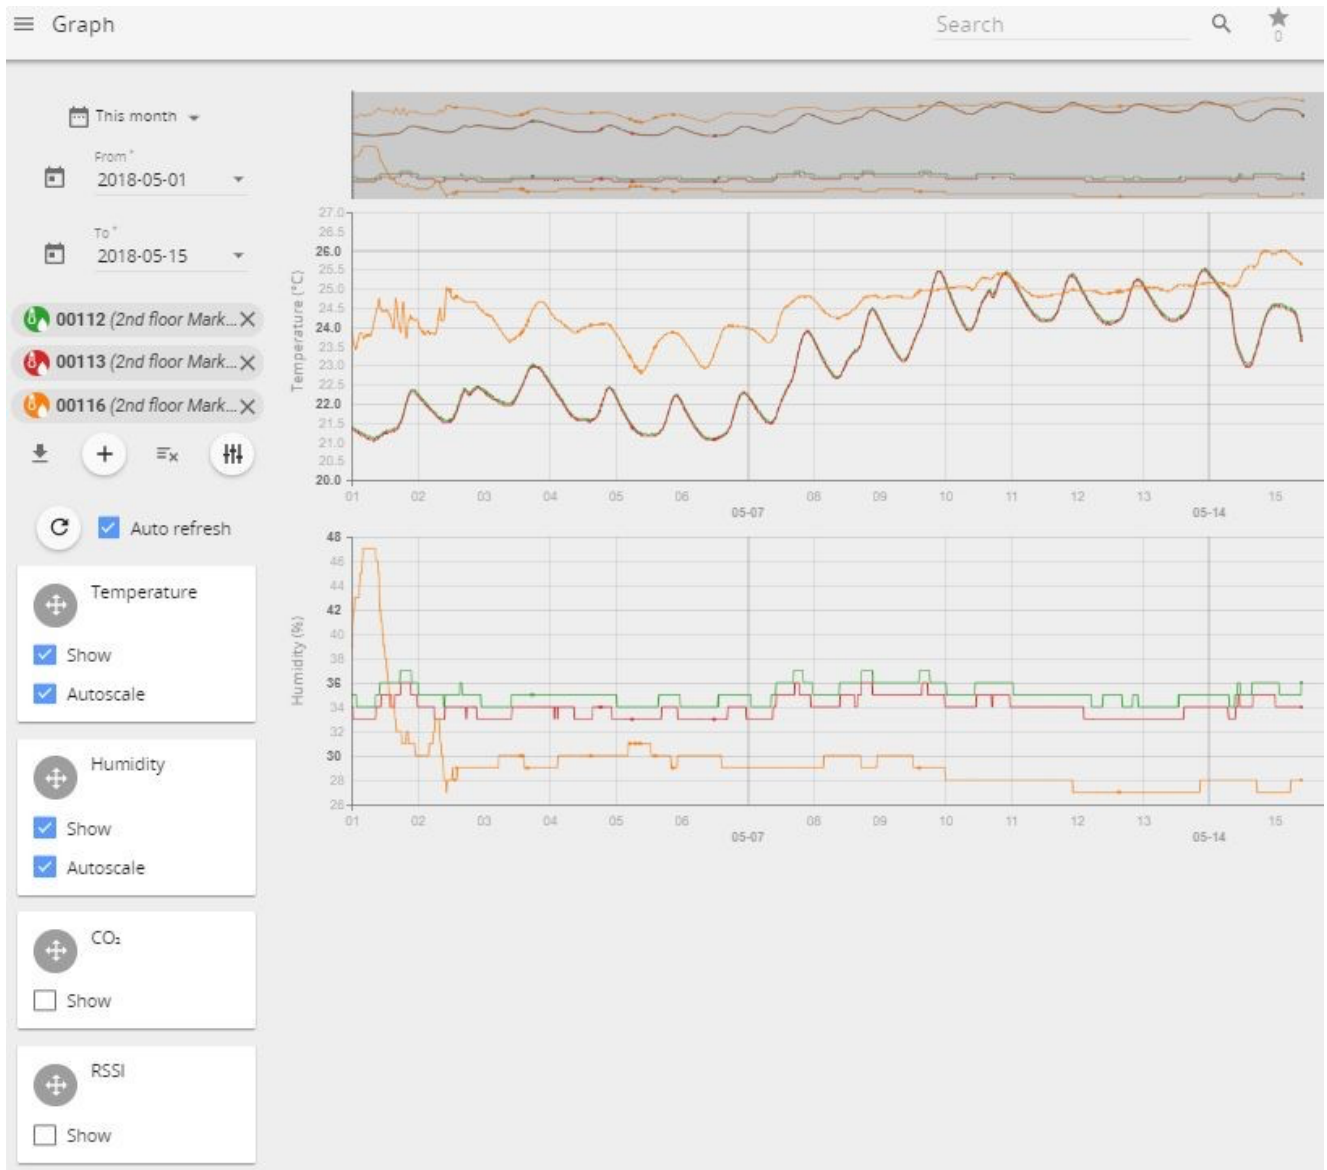 Graph
Search
0
This month
From *
2018-05-01
To *
2018-05-15
00112 (2nd floor Mark...
00113 (2nd floor Mark...
00116 (2nd floor Mark...
Auto refresh
Temperature
Show
Autoscale
Humidity
Show
Autoscale
CO₂
Show
RSSI
Show
Temperature (°C)
27.0
26.5
26.0
25.5
25.0
24.5
24.0
23.5
23.0
22.5
22.0
21.5
21.0
20.5
20.0
01 02 03 04 05 06 08 09 10 11 12 13 15
05-07 05-14
Humidity (%)
48
46
44
42
40
38
36
34
32
30
28
26
01 02 03 04 05 06 08 09 10 11 12 13 15
05-07 05-14